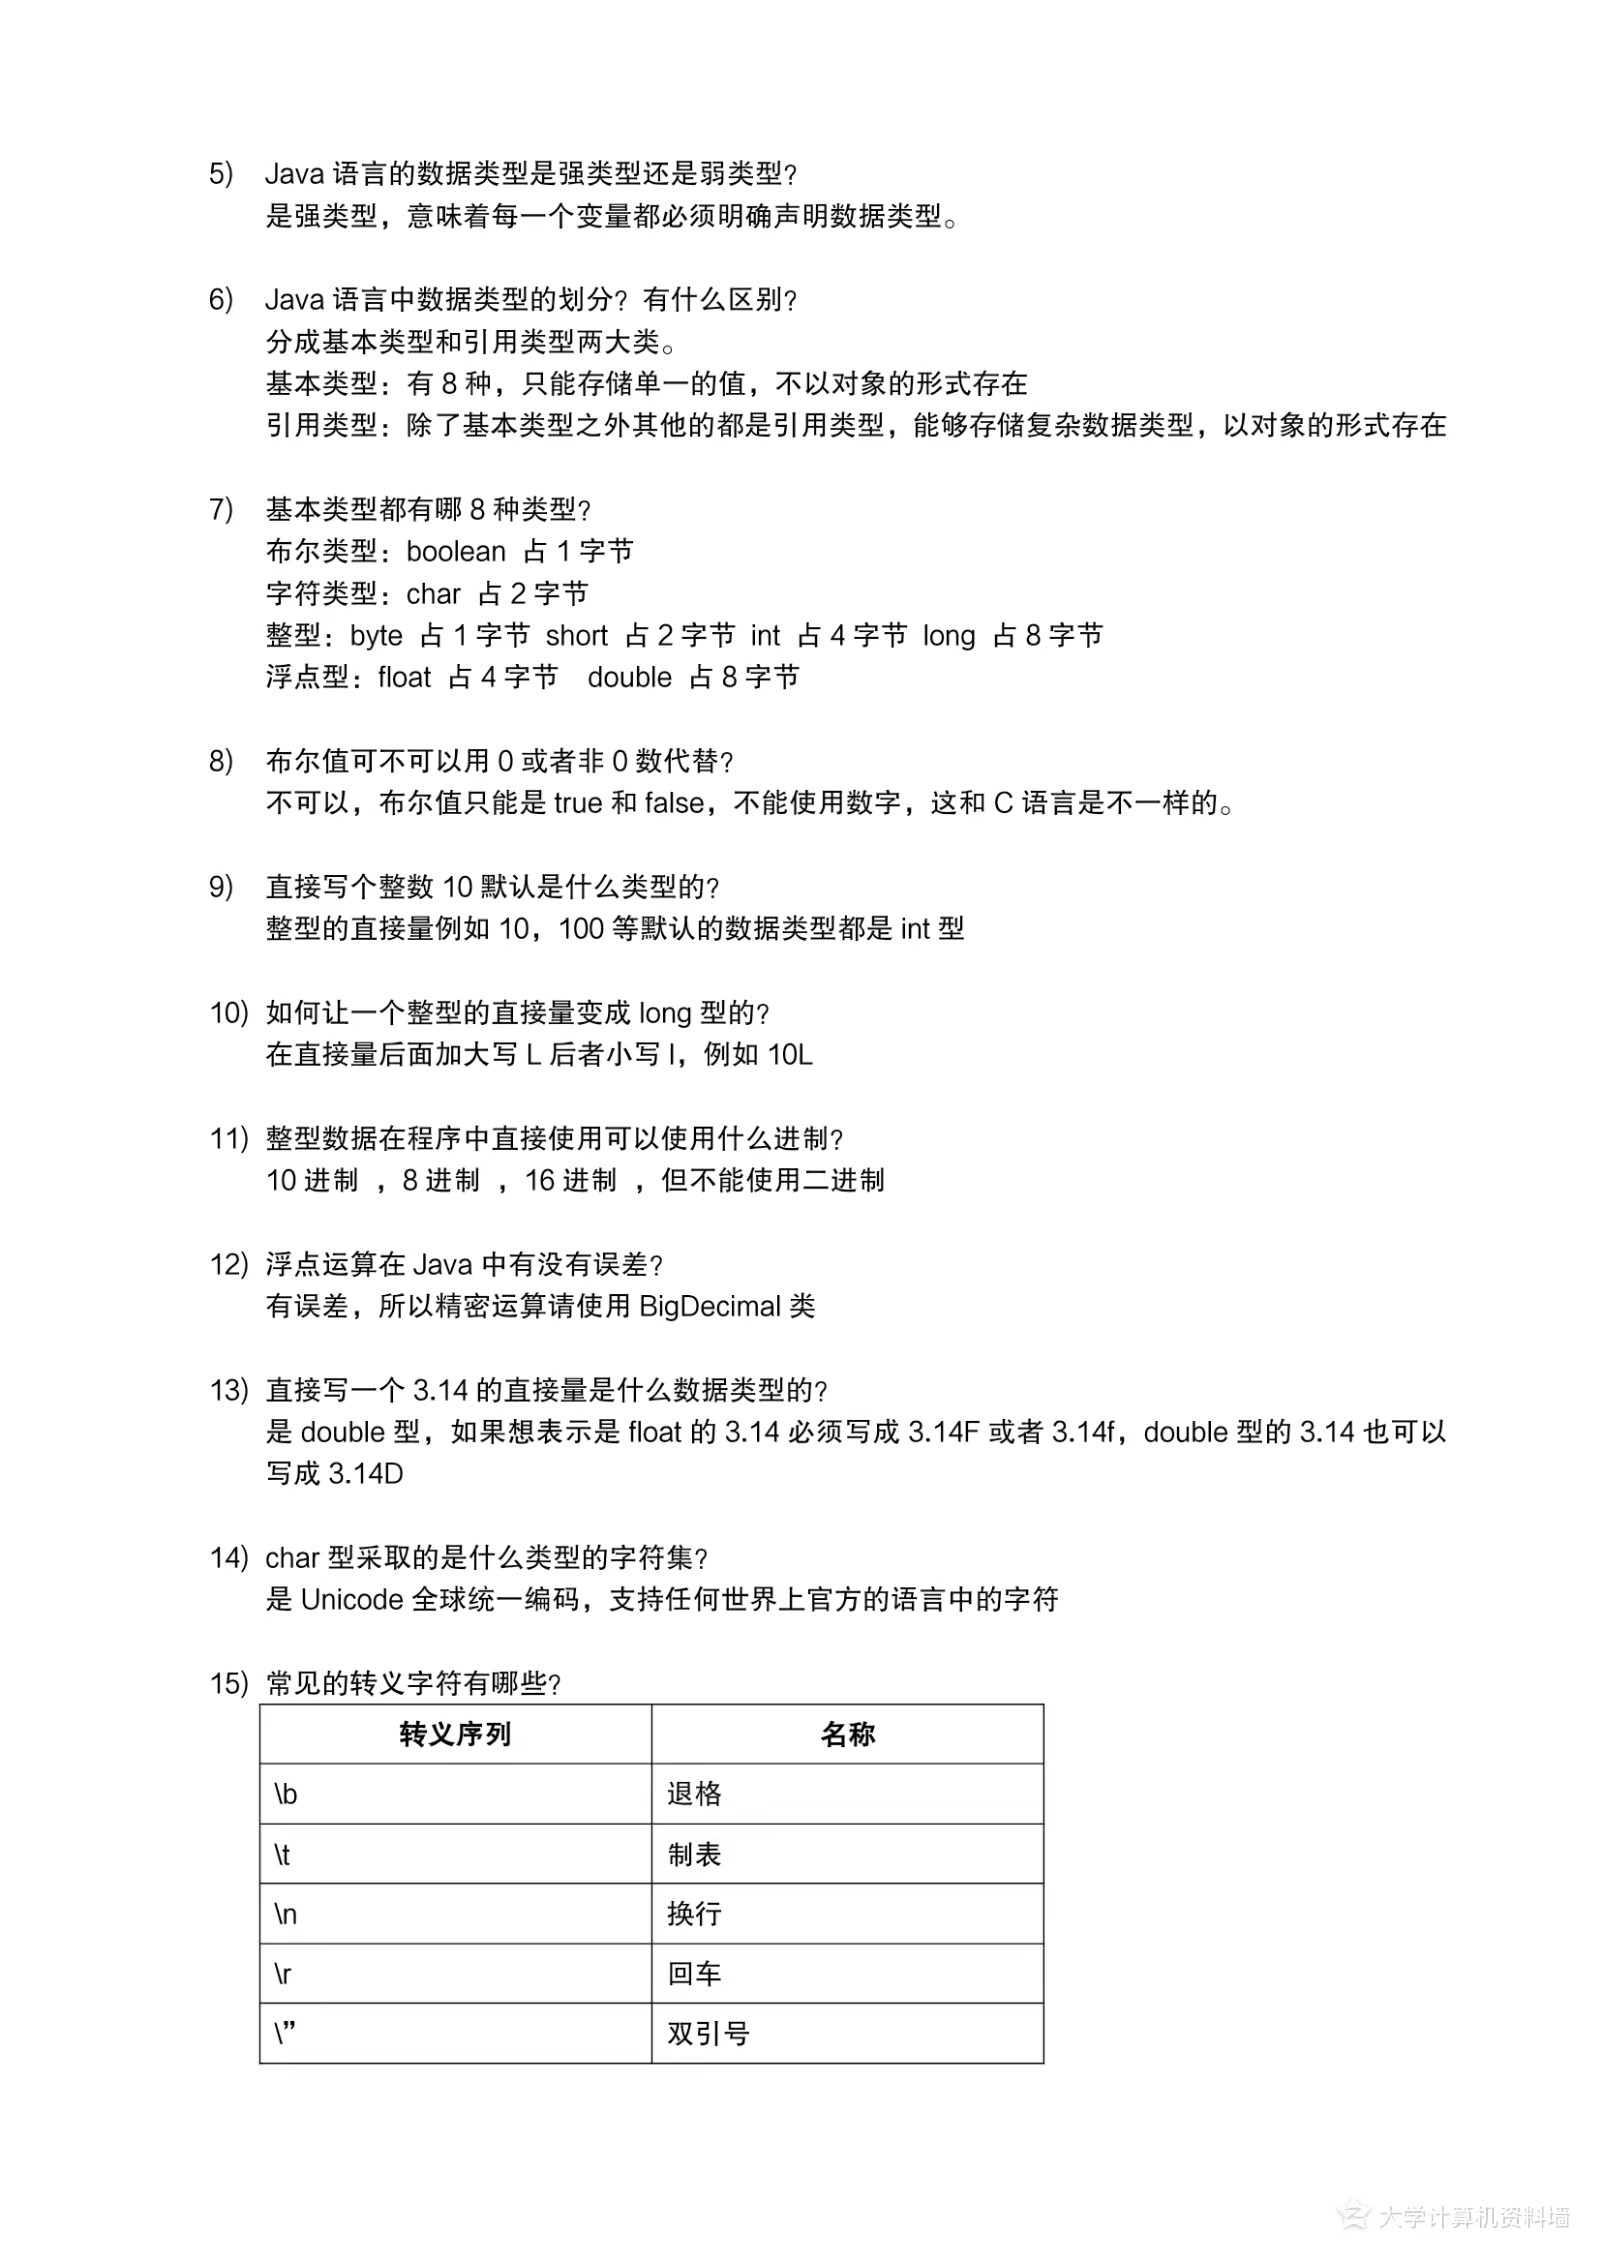 5) Java 语言的数据类型是强类型还是弱类型？
是强类型，意味着每一个变量都必须明确声明数据类型。
6) Java 语言中数据类型的划分？有什么区别？
分成基本类型和引用类型两大类。
基本类型：有 8 种，只能存储单一的值，不以对象的形式存在
引用类型：除了基本类型之外其他的都是引用类型，能够存储复杂数据类型，以对象的形式存在
7) 基本类型都有哪 8 种类型？
布尔类型：boolean 占 1 字节
字符类型：char 占 2 字节
整型：byte 占 1 字节 short 占 2 字节 int 占 4 字节 long 占 8 字节
浮点型：float 占 4 字节 double 占 8 字节
8) 布尔值可不可以用 0 或者非 0 数代替？
不可以，布尔值只能是 true 和 false，不能使用数字，这和 C 语言是不一样的。
9) 直接写个整数 10 默认是什么类型的？
整型的直接量例如 10，100 等默认的数据类型都是 int 型
10) 如何让一个整型的直接量变成 long 型的？
在直接量后面加大写 L 后者小写 l，例如 10L
11) 整型数据在程序中直接使用可以使用什么进制？
10 进制 ，8 进制 ，16 进制 ，但不能使用二进制
12) 浮点运算在 Java 中有没有误差？
有误差，所以精密运算请使用 BigDecimal 类
13) 直接写一个 3.14 的直接量是什么数据类型的？
是 double 型，如果想表示是 float 的 3.14 必须写成 3.14F 或者 3.14f，double 型的 3.14 也可以
写成 3.14D
14) char 型采取的是什么类型的字符集？
是 Unicode 全球统一编码，支持任何世界上官方的语言中的字符
15) 常见的转义字符有哪些？
转义序列 名称
\b 退格
\t 制表
\n 换行
\r 回车
\” 双引号
大学计算机资料墙